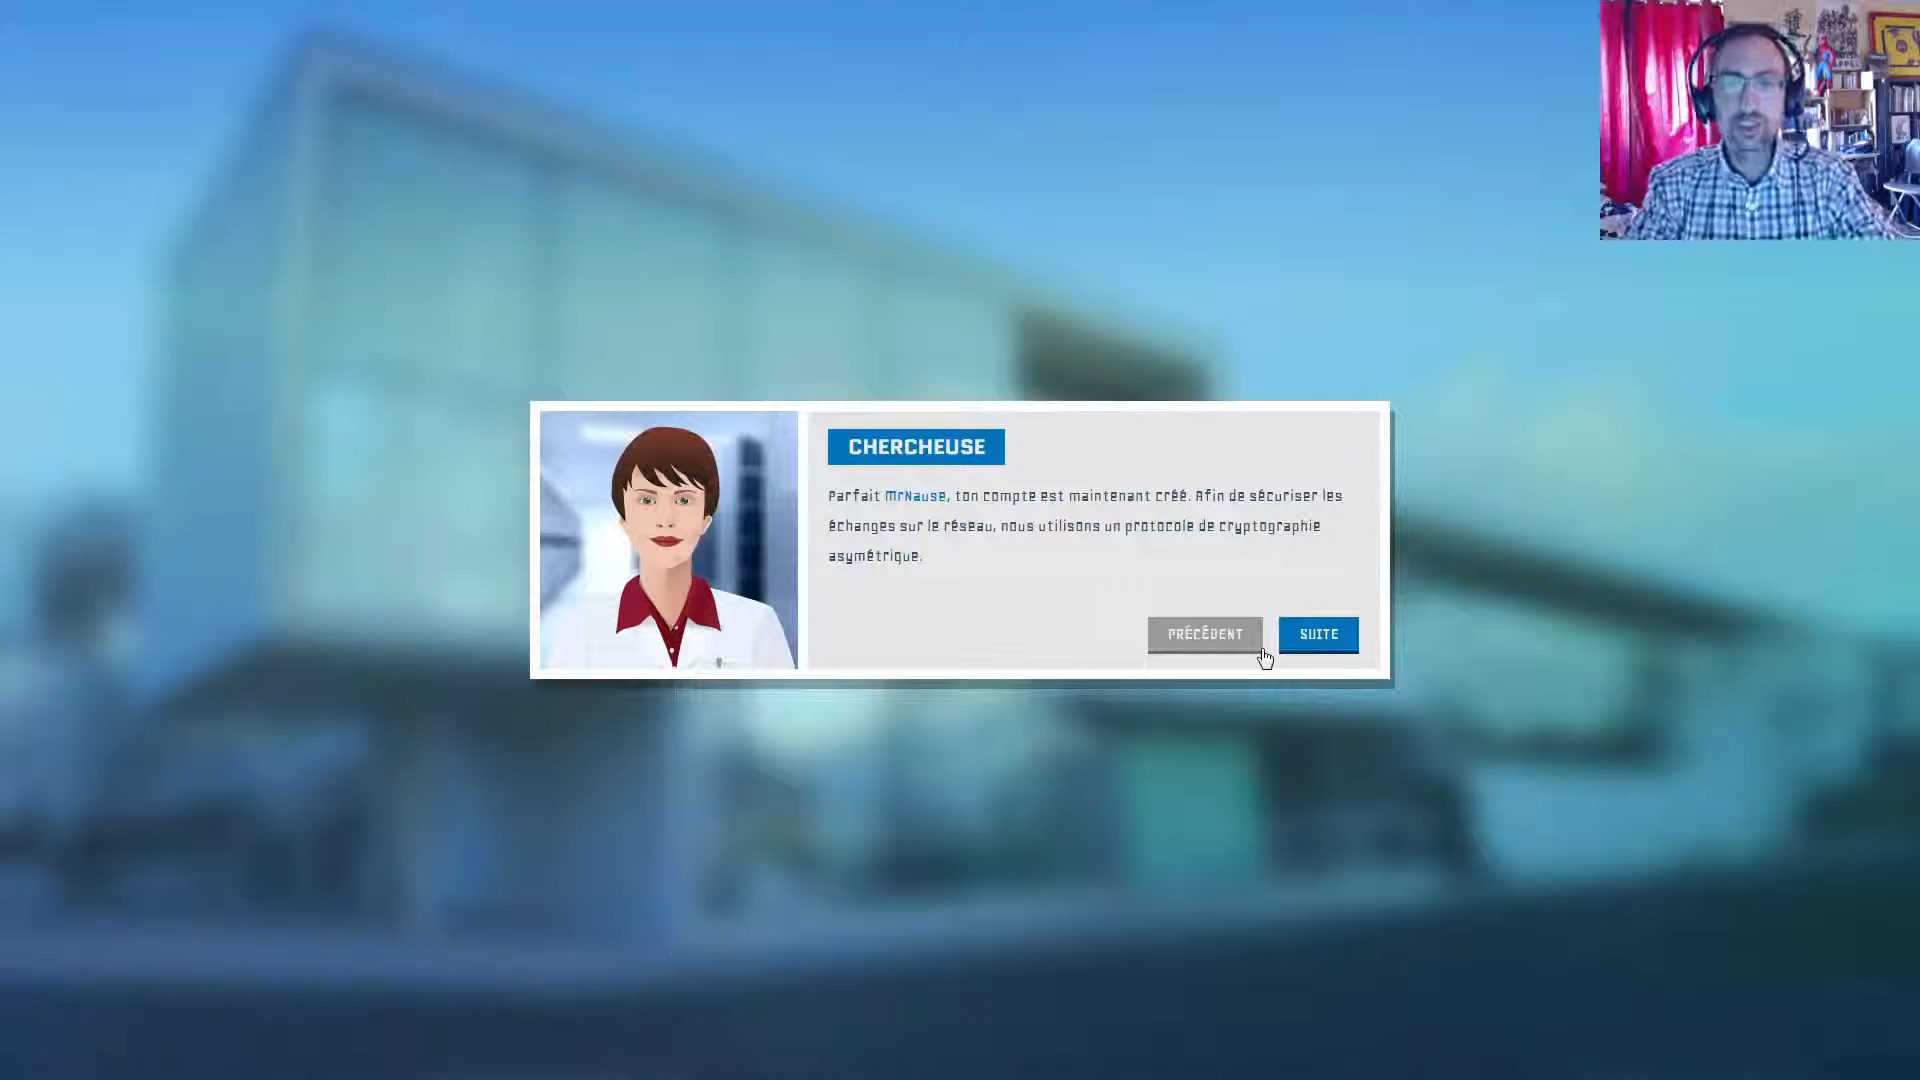 CHERCHEUSE
Parfait MrNause, ton compte est maintenant créé. Afin de sécuriser les
échanges sur le réseau, nous utilisons un protocole de cryptographie
asymétrique.
PRÉCÉDENT SUITE